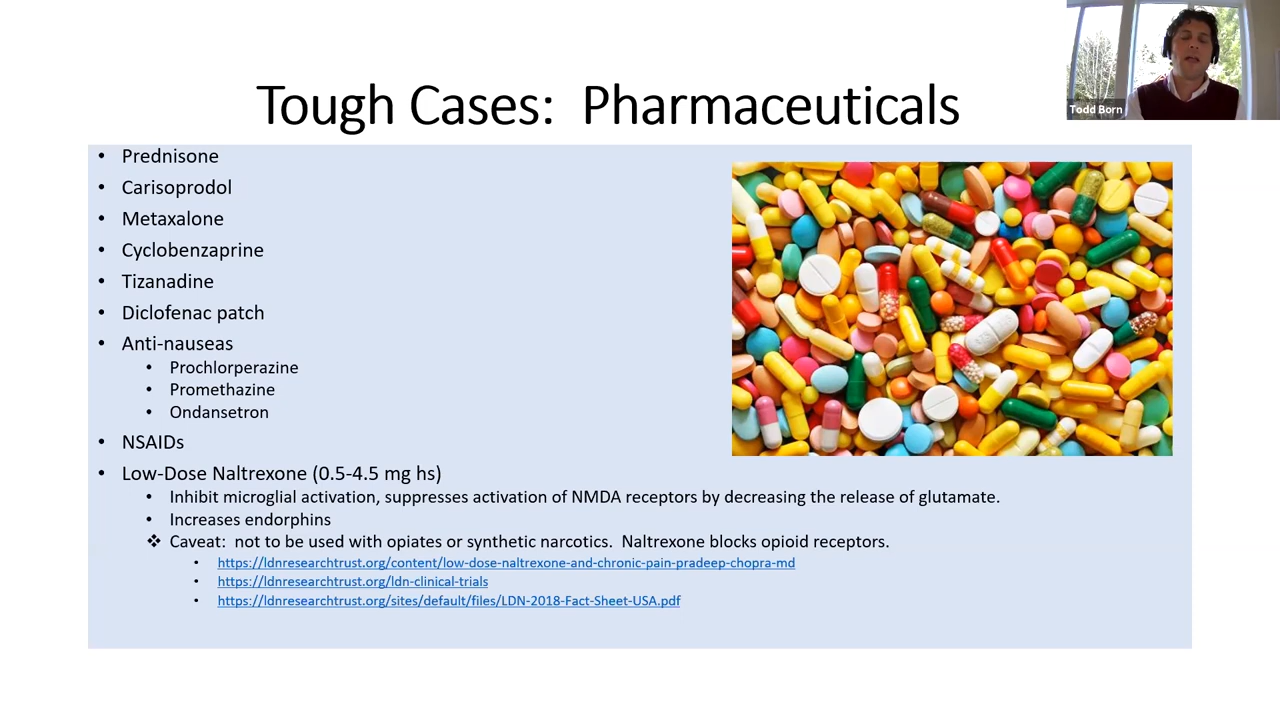 Todd Born
Tough Cases:  Pharmaceuticals
• Prednisone
• Carisoprodol
• Metaxalone
• Cyclobenzaprine
• Tizanadine
• Diclofenac patch
• Anti-nauseas
• Prochlorperazine
• Promethazine
• Ondansetron
• NSAIDs
• Low-Dose Naltrexone (0.5-4.5 mg hs)
• Inhibit microglial activation, suppresses activation of NMDA receptors by decreasing the release of glutamate.
• Increases endorphins
❖ Caveat:  not to be used with opiates or synthetic narcotics.  Naltrexone blocks opioid receptors.
• https://ldnresearchtrust.org/content/low-dose-naltrexone-and-chronic-pain-pradeep-chopra-md
• https://ldnresearchtrust.org/ldn-clinical-trials
• https://ldnresearchtrust.org/sites/default/files/LDN-2018-Fact-Sheet-USA.pdf